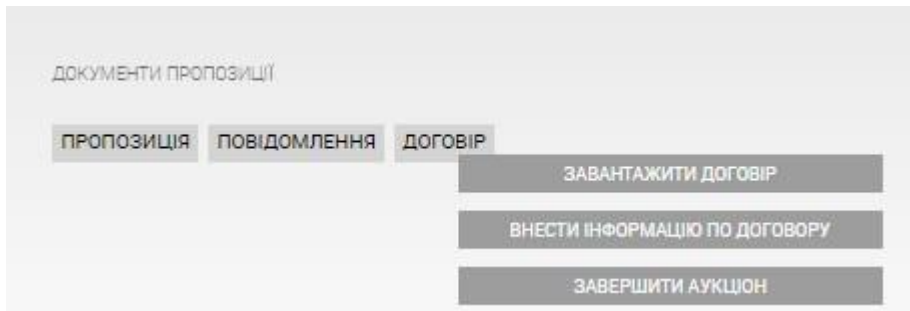 ДОКУМЕНТИ ПРОПОЗИЦІЇ
ПРОПОЗИЦІЯ ПОВІДОМЛЕННЯ ДОГОВІР
ЗАВАНТАЖИТИ ДОГОВІР
ВНЕСТИ ІНФОРМАЦІЮ ПО ДОГОВОРУ
ЗАВЕРШИТИ АУКЦІОН